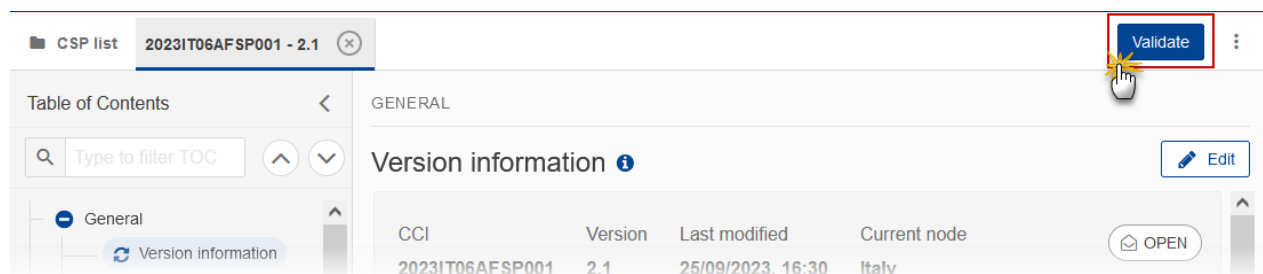 CSP list 2023IT06AFSP001 - 2.1 Validate
Table of Contents
Type to filter TOC
General
Version information
GENERAL
Version information Edit
CCI Version Last modified Current node OPEN
2023IT06AFSP001 2.1 25/09/2023, 16:30 Italy